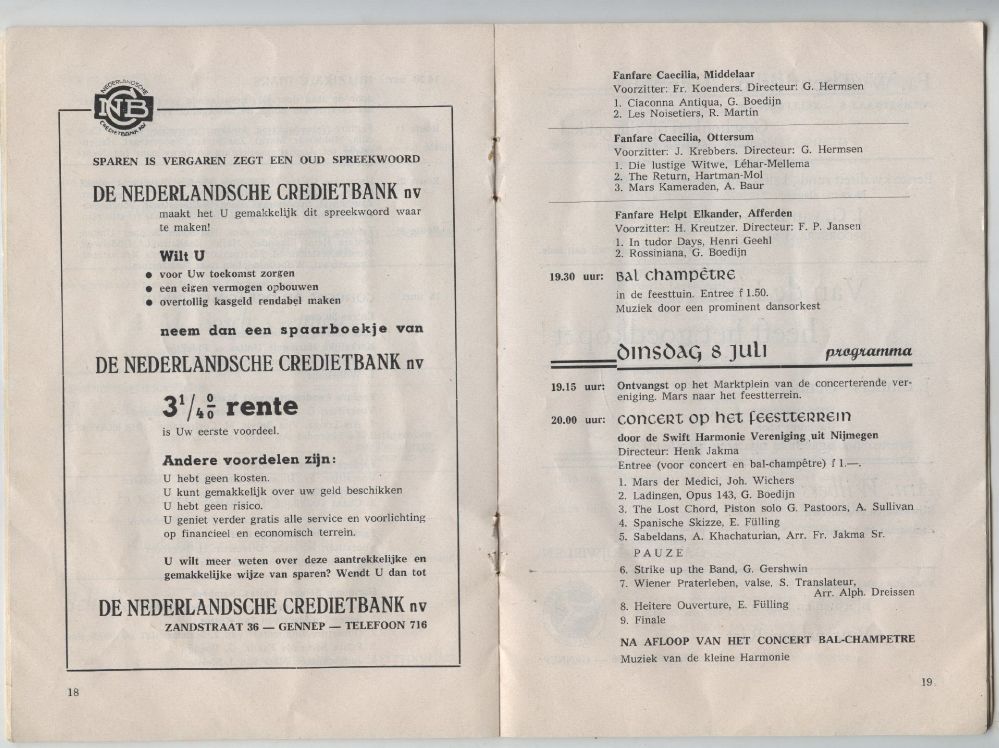 NEDERLANDSCHE
NCB
CREDIETBANK NV
SPAREN IS VERGAREN ZEGT EEN OUD SPREEKWOORD
DE NEDERLANDSCHE CREDIETBANK nv
maakt het U gemakkelijk dit spreekwoord waar
te maken!
Wilt U
● voor Uw toekomst zorgen
● een eigen vermogen opbouwen
● overtollig kasgeld rendabel maken
neem dan een spaarboekje van
DE NEDERLANDSCHE CREDIETBANK nv
3 1/4 % rente
is Uw eerste voordeel.
Andere voordelen zijn:
U hebt geen kosten.
U kunt gemakkelijk over uw geld beschikken
U hebt geen risico.
U geniet verder gratis alle service en voorlichting
op financieel en economisch terrein.
U wilt meer weten over deze aantrekkelijke en
gemakkelijke wijze van sparen? Wendt U dan tot
DE NEDERLANDSCHE CREDIETBANK nv
ZANDSTRAAT 36 — GENNEP — TELEFOON 716
18
Fanfare Caecilia, Middelaar
Voorzitter: Fr. Koenders. Directeur: G. Hermsen
1. Ciaconna Antiqua, G. Boedijn
2. Les Noisetiers, R. Martin
Fanfare Caecilia, Ottersum
Voorzitter: J. Krebbers. Directeur: G. Hermsen
1. Die lustige Witwe, Léhar-Mellema
2. The Return, Hartman-Mol
3. Mars Kameraden, A. Baur
Fanfare Helpt Elkander, Afferden
Voorzitter: H. Kreutzer. Directeur: F. P. Jansen
1. In tudor Days, Henri Geehl
2. Rossiniana, G. Boedijn
19.30 uur: Bal champêtre
in de feesttuin. Entree f 1.50.
Muziek door een prominent dansorkest
dinsdag 8 juli programma
19.15 uur: Ontvangst op het Marktplein van de concerterende ver-
eniging. Mars naar het feestterrein.
20.00 uur: concert op het feestterrein
door de Swift Harmonie Vereniging uit Nijmegen
Directeur: Henk Jakma
Entree (voor concert en bal-champêtre) f 1.—.
1. Mars der Medici, Joh. Wichers
2. Ladingen, Opus 143, G. Boedijn
3. The Lost Chord, Piston solo G. Pastoors, A. Sullivan
4. Spanische Skizze, E. Fülling
5. Sabeldans, A. Khachaturian, Arr. Fr. Jakma Sr.
PAUZE
6. Strike up the Band, G. Gershwin
7. Wiener Praterleben, valse, S. Translateur,
Arr. Alph. Dreissen
8. Heitere Ouverture, E. Fülling
9. Finale
NA AFLOOP VAN HET CONCERT BAL-CHAMPETRE
Muziek van de kleine Harmonie
19